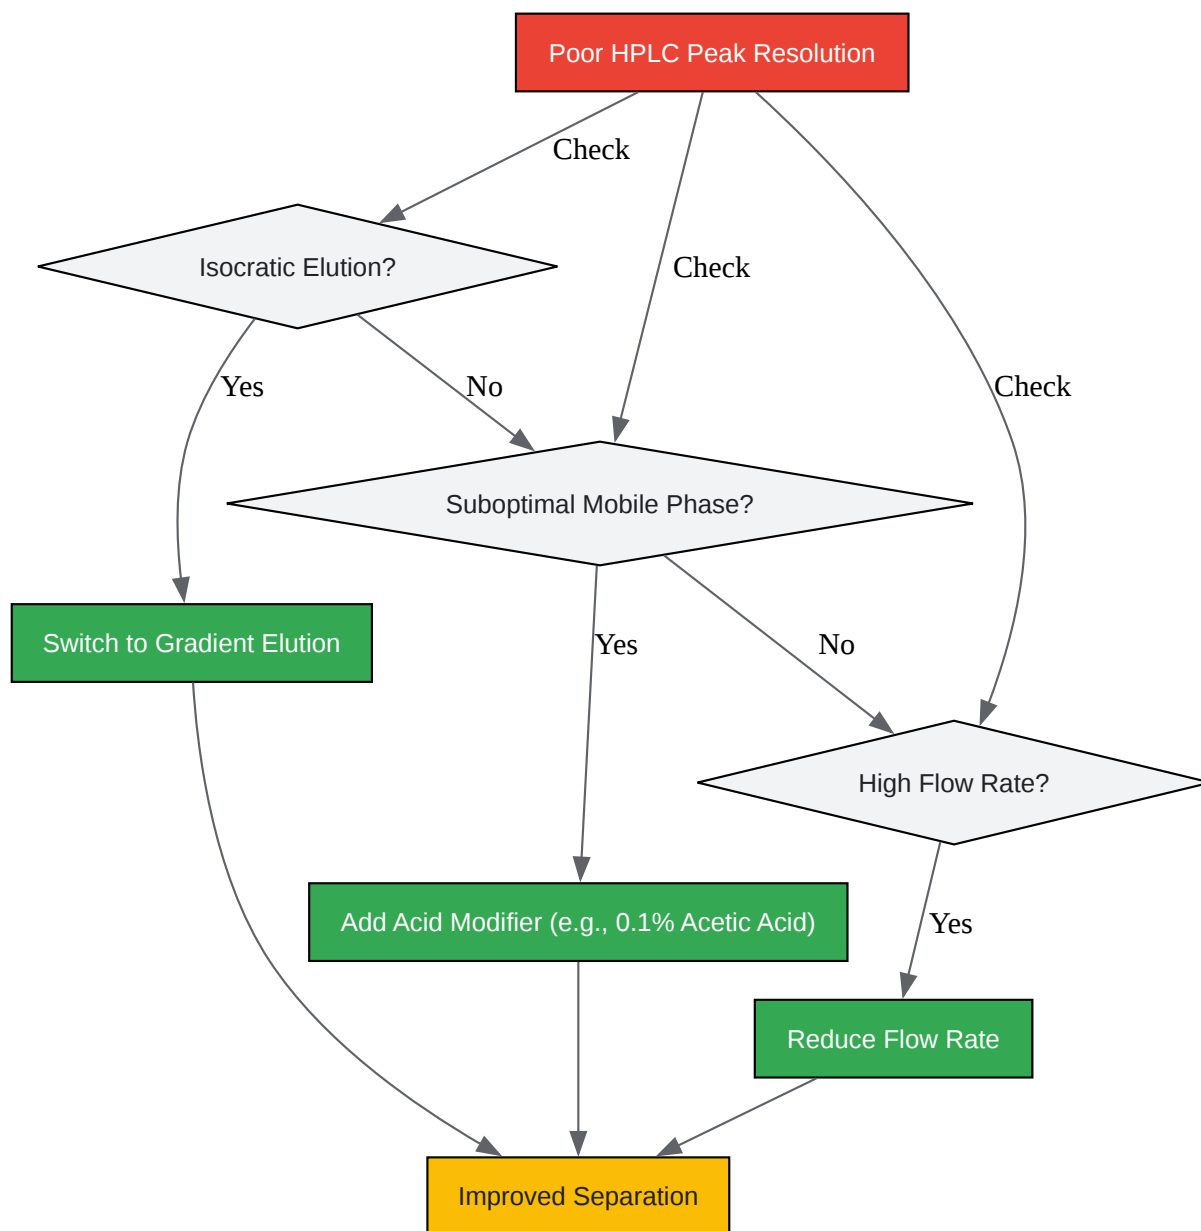 Poor HPLC Peak Resolution
Check
Isocratic Elution?
Check
Yes
No
Check
Suboptimal Mobile Phase?
Switch to Gradient Elution
Yes
No
High Flow Rate?
Add Acid Modifier (e.g., 0.1% Acetic Acid)
Yes
Reduce Flow Rate
Improved Separation